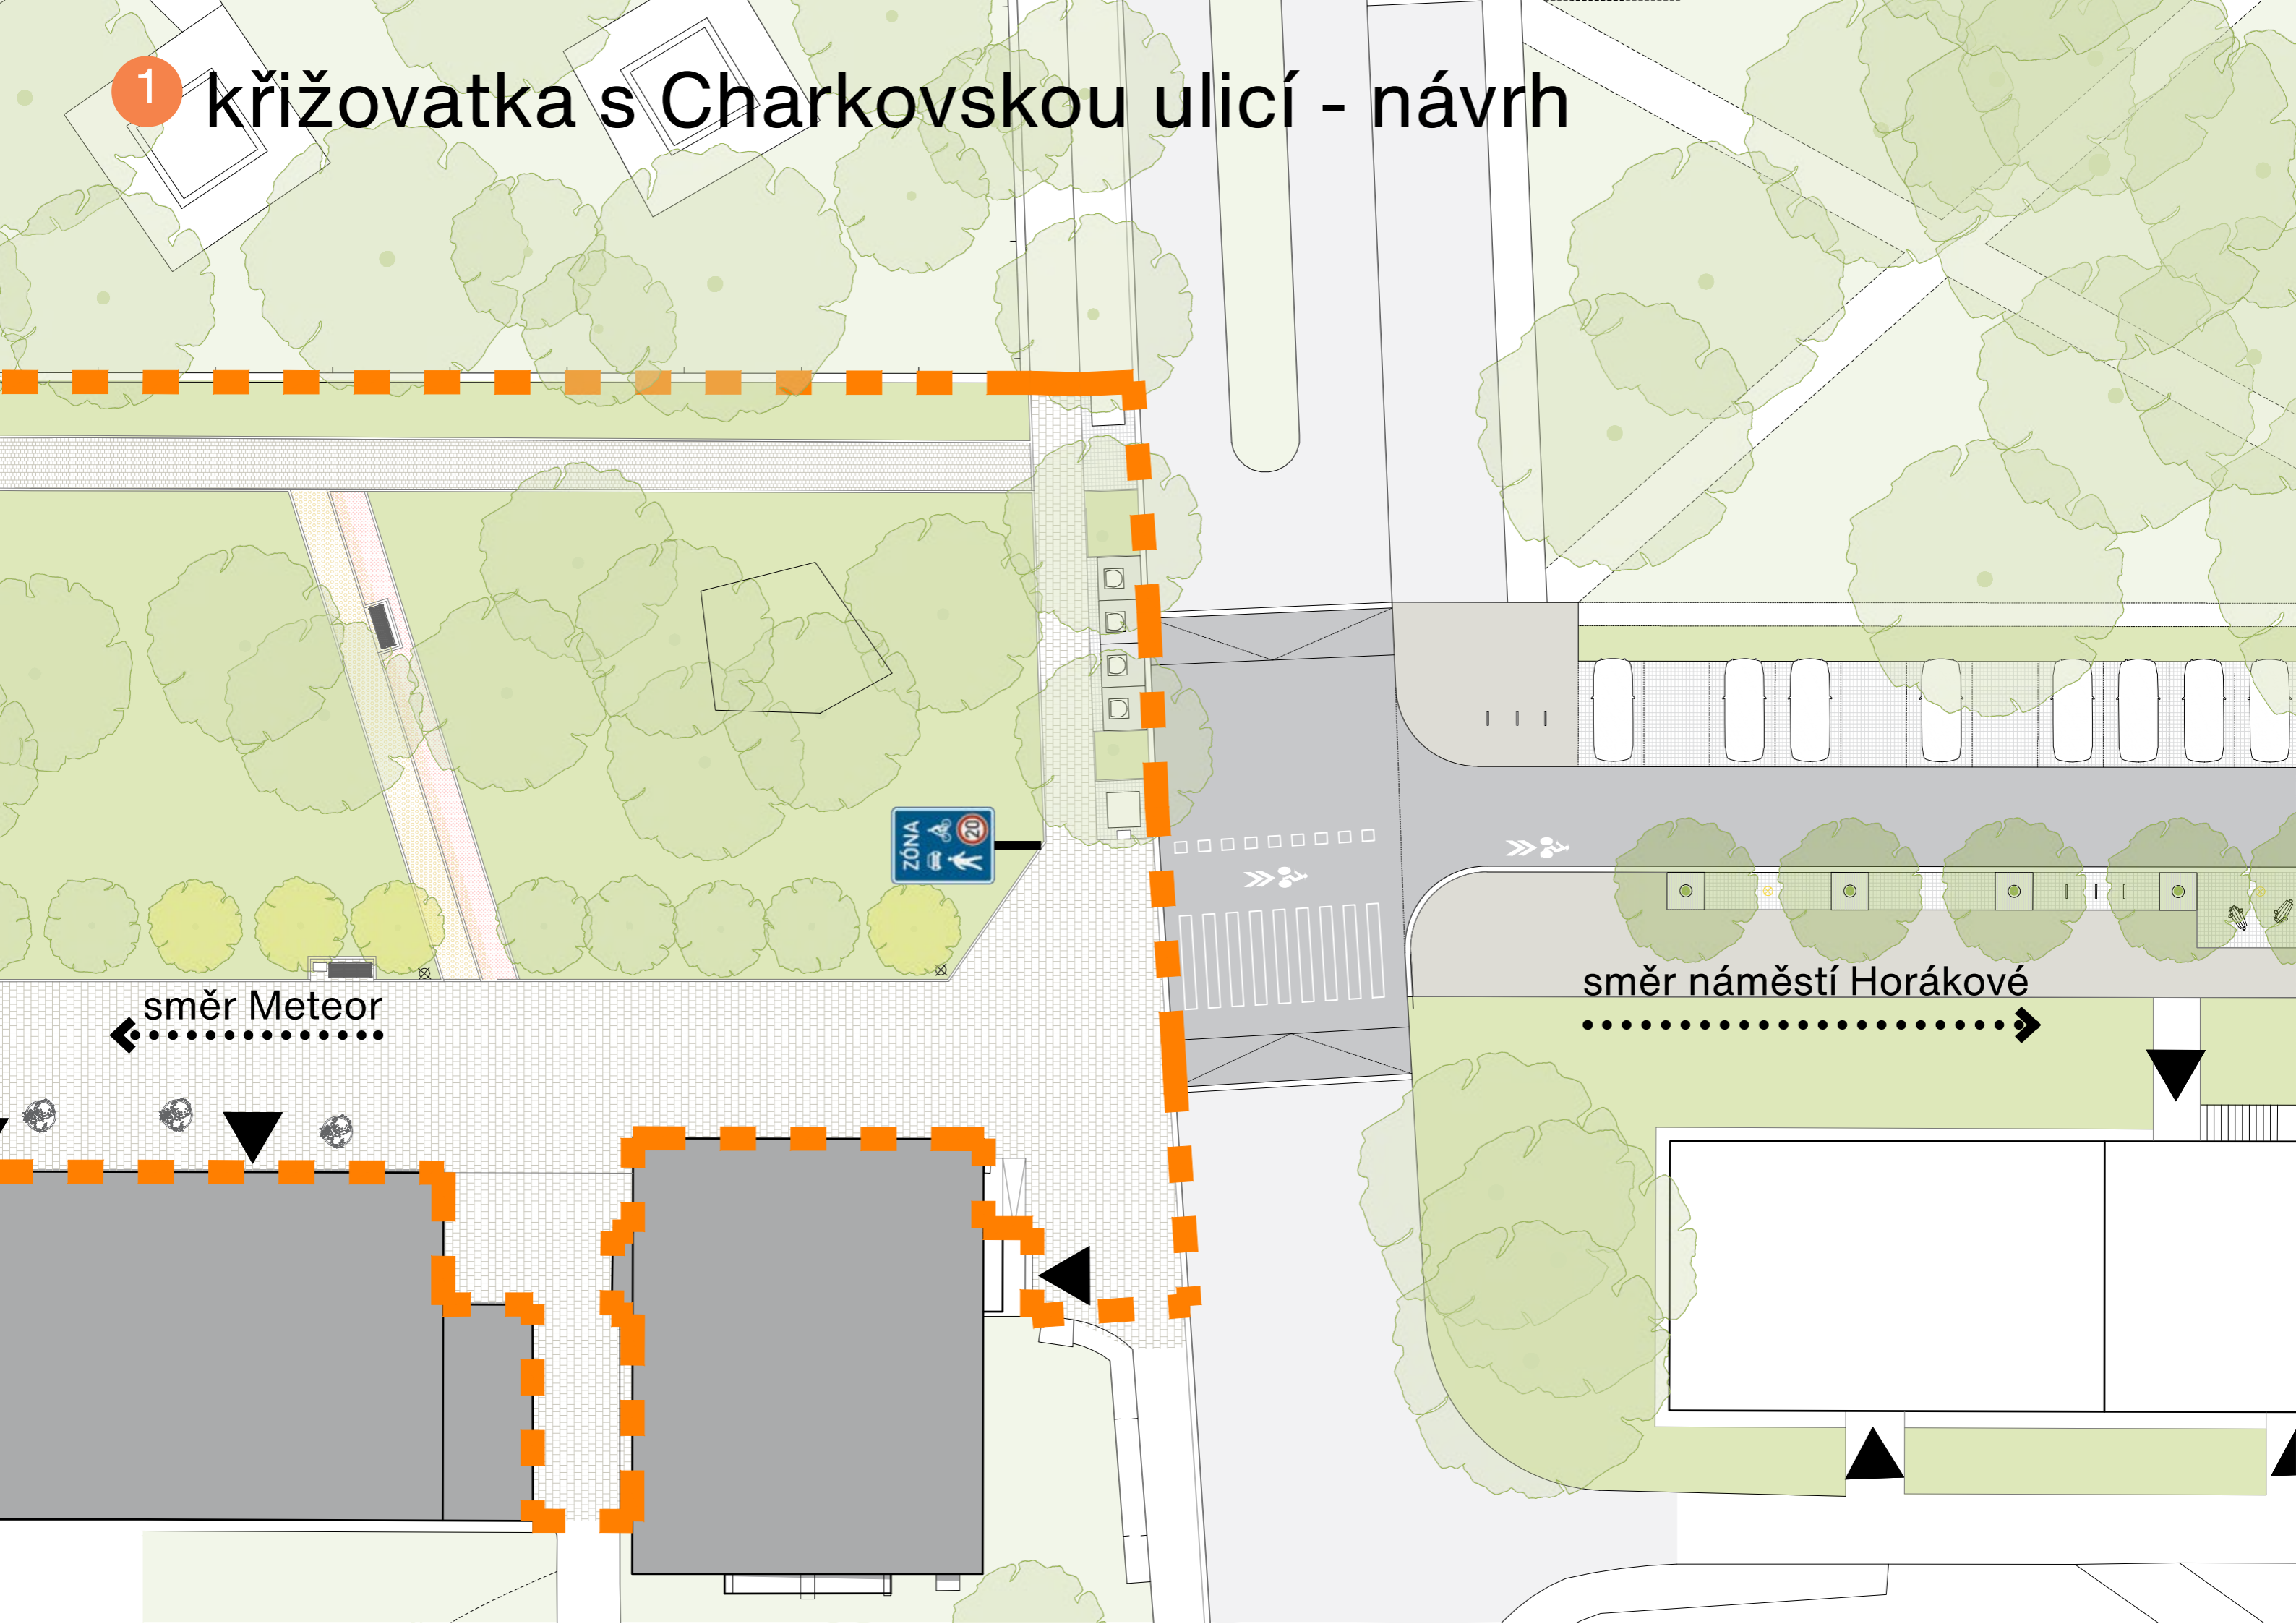 1 křižovatka s Charkovskou ulicí - návrh
ZÓNA
20
směr Meteor
směr náměstí Horákové